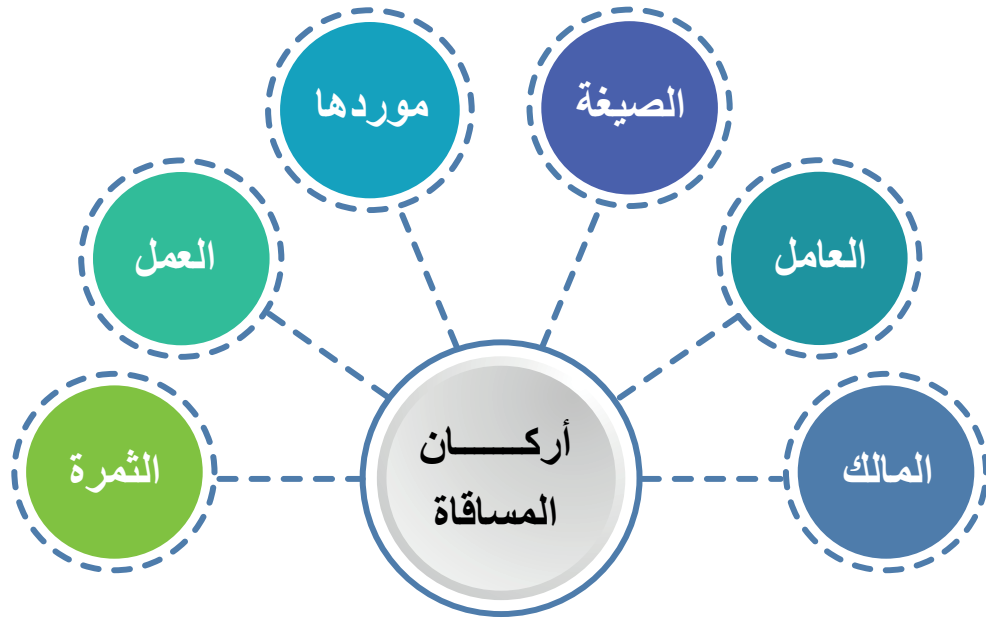 أركـــــان
المساقاة
المالك
العامل
الصيغة
موردها
العمل
الثمرة